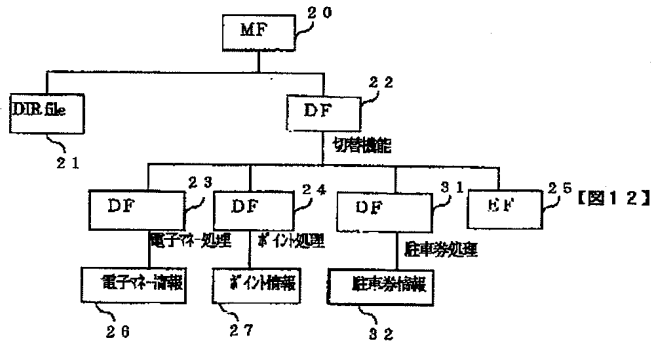 20
MF
22
DIR file
DF
21
切替機能
23
24
31
25
DF
DF
DF
EF
【図12】
電子マネー処理
ポイント処理
駐車券処理
電子マネー情報
ポイント情報
駐車券情報
26
27
32